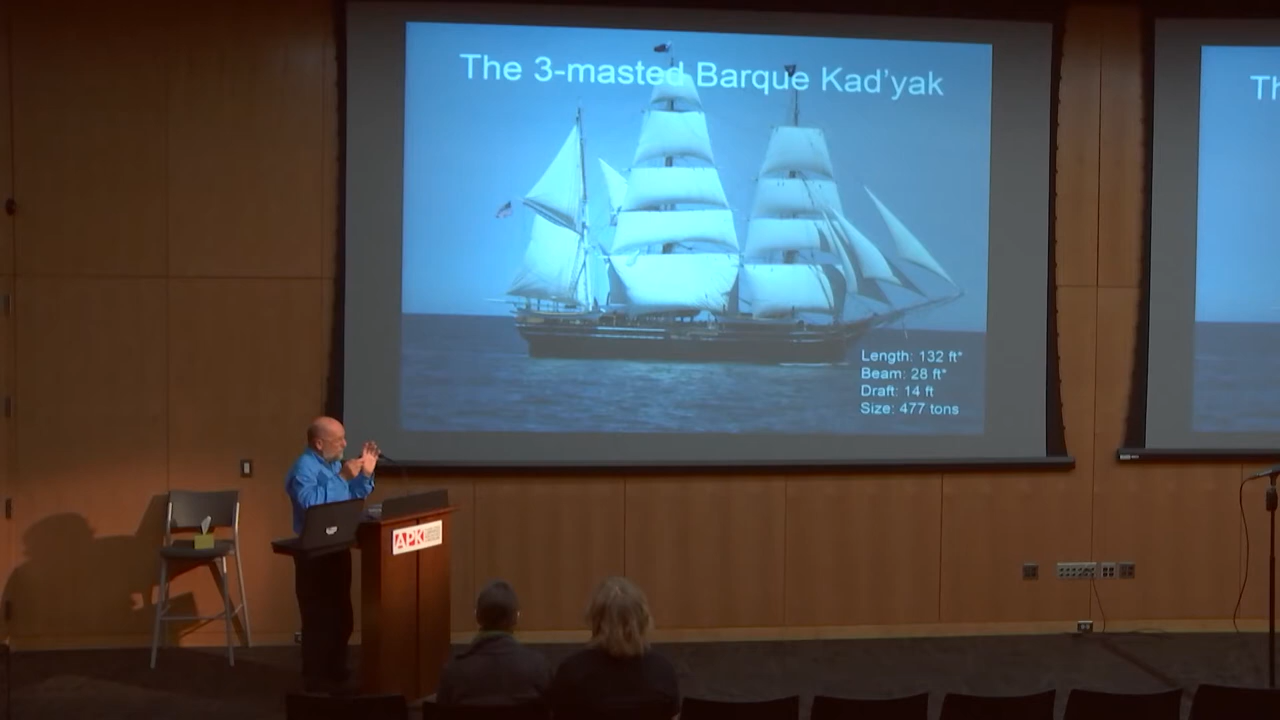 The 3-masted Barque Kad'yak
Length: 132 ft*
Beam: 28 ft*
Draft: 14 ft
Size: 477 tons
Th
APK